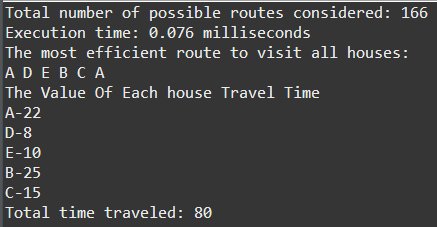 Total number of possible routes considered: 166
Execution time: 0.076 milliseconds
The most efficient route to visit all houses:
A D E B C A
The Value Of Each house Travel Time
A-22
D-8
E-10
B-25
C-15
Total time traveled: 80